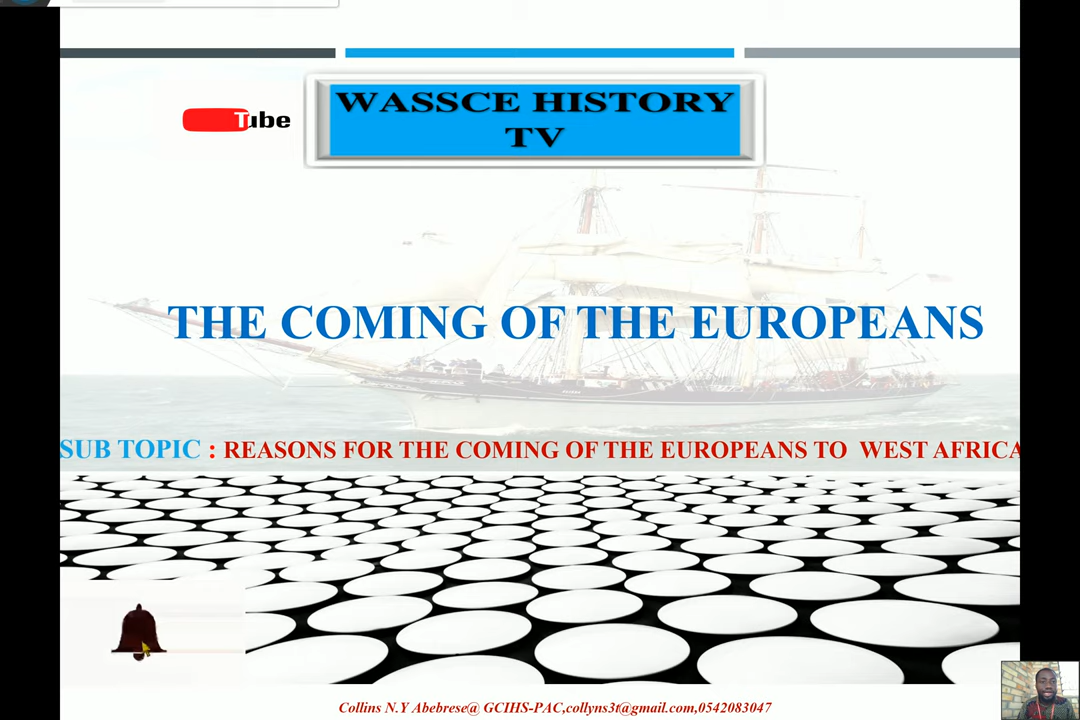 WASSCE HISTORY
TV
Tube
THE COMING OF THE EUROPEANS
SUB TOPIC : REASONS FOR THE COMING OF THE EUROPEANS TO WEST AFRICA
Collins N.Y Abebrese@ GCIHS-PAC,collyns3t@gmail.com,0542083047